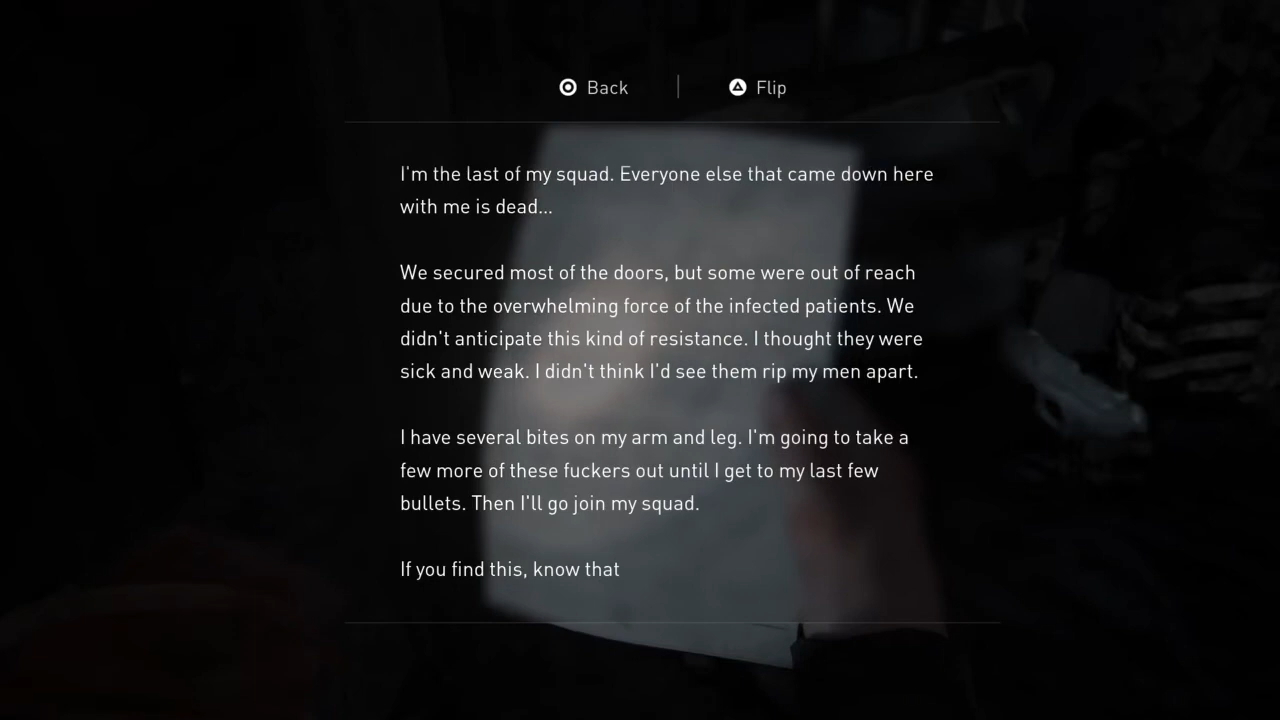 Back | Flip
I'm the last of my squad. Everyone else that came down here
with me is dead...
We secured most of the doors, but some were out of reach
due to the overwhelming force of the infected patients. We
didn't anticipate this kind of resistance. I thought they were
sick and weak. I didn't think I'd see them rip my men apart.
I have several bites on my arm and leg. I'm going to take a
few more of these fuckers out until I get to my last few
bullets. Then I'll go join my squad.
If you find this, know that